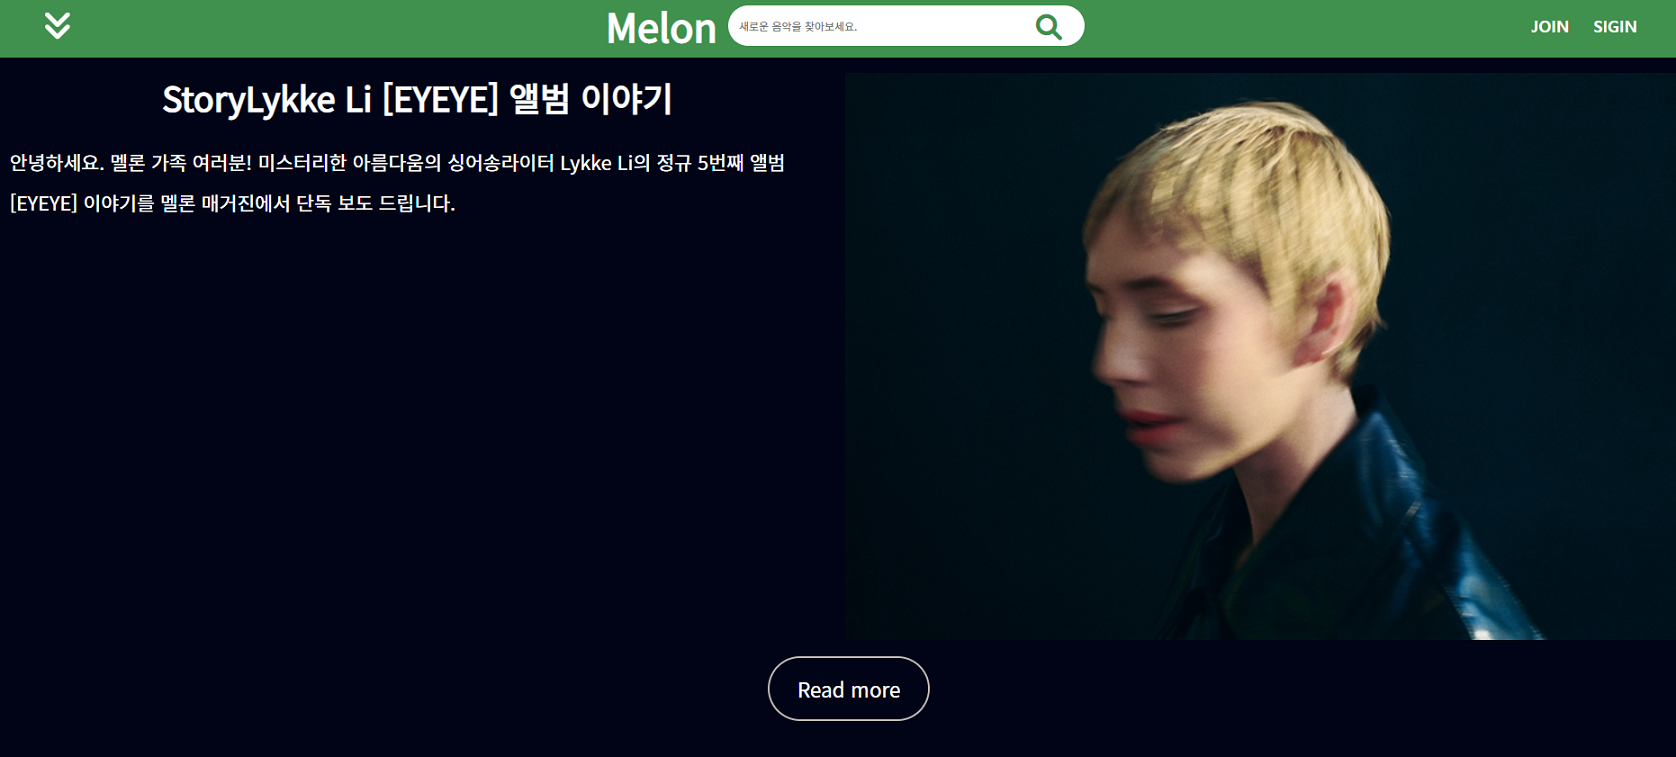 Melon
새로운 음악을 찾아보세요.
JOIN
SIGIN
StoryLykke Li [EYEYE] 앨범 이야기
안녕하세요. 멜론 가족 여러분! 미스터리한 아름다움의 싱어송라이터 Lykke Li의 정규 5번째 앨범
[EYEYE] 이야기를 멜론 매거진에서 단독 보도 드립니다.
Read more